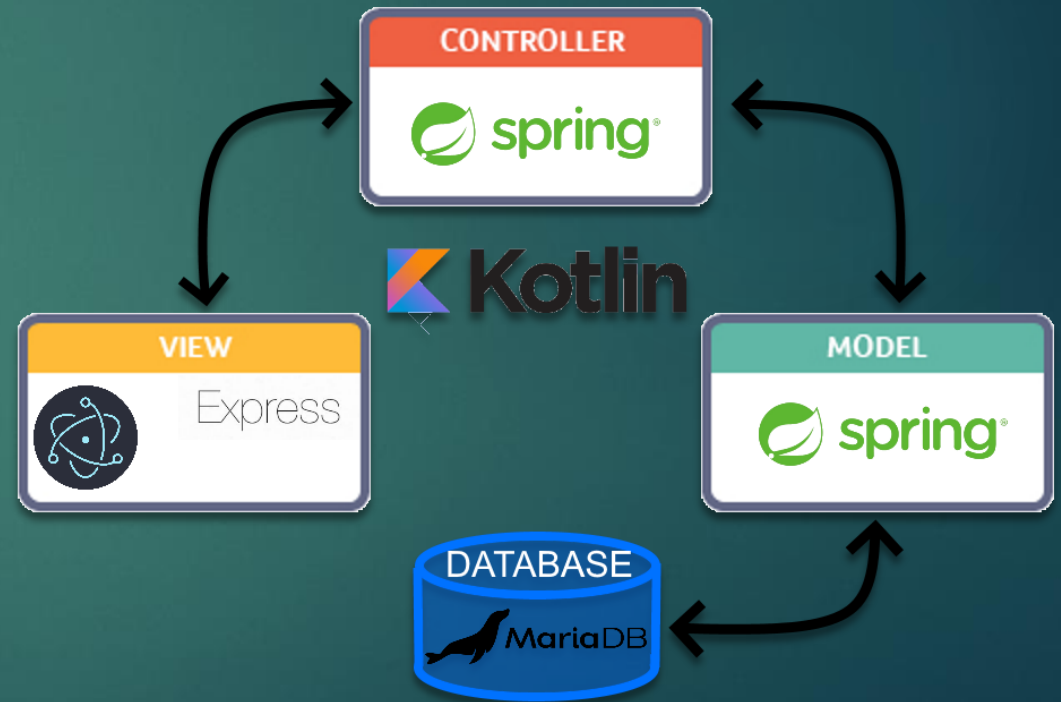 CONTROLLER
spring®
Kotlin
VIEW
Express
MODEL
spring®
DATABASE
MariaDB